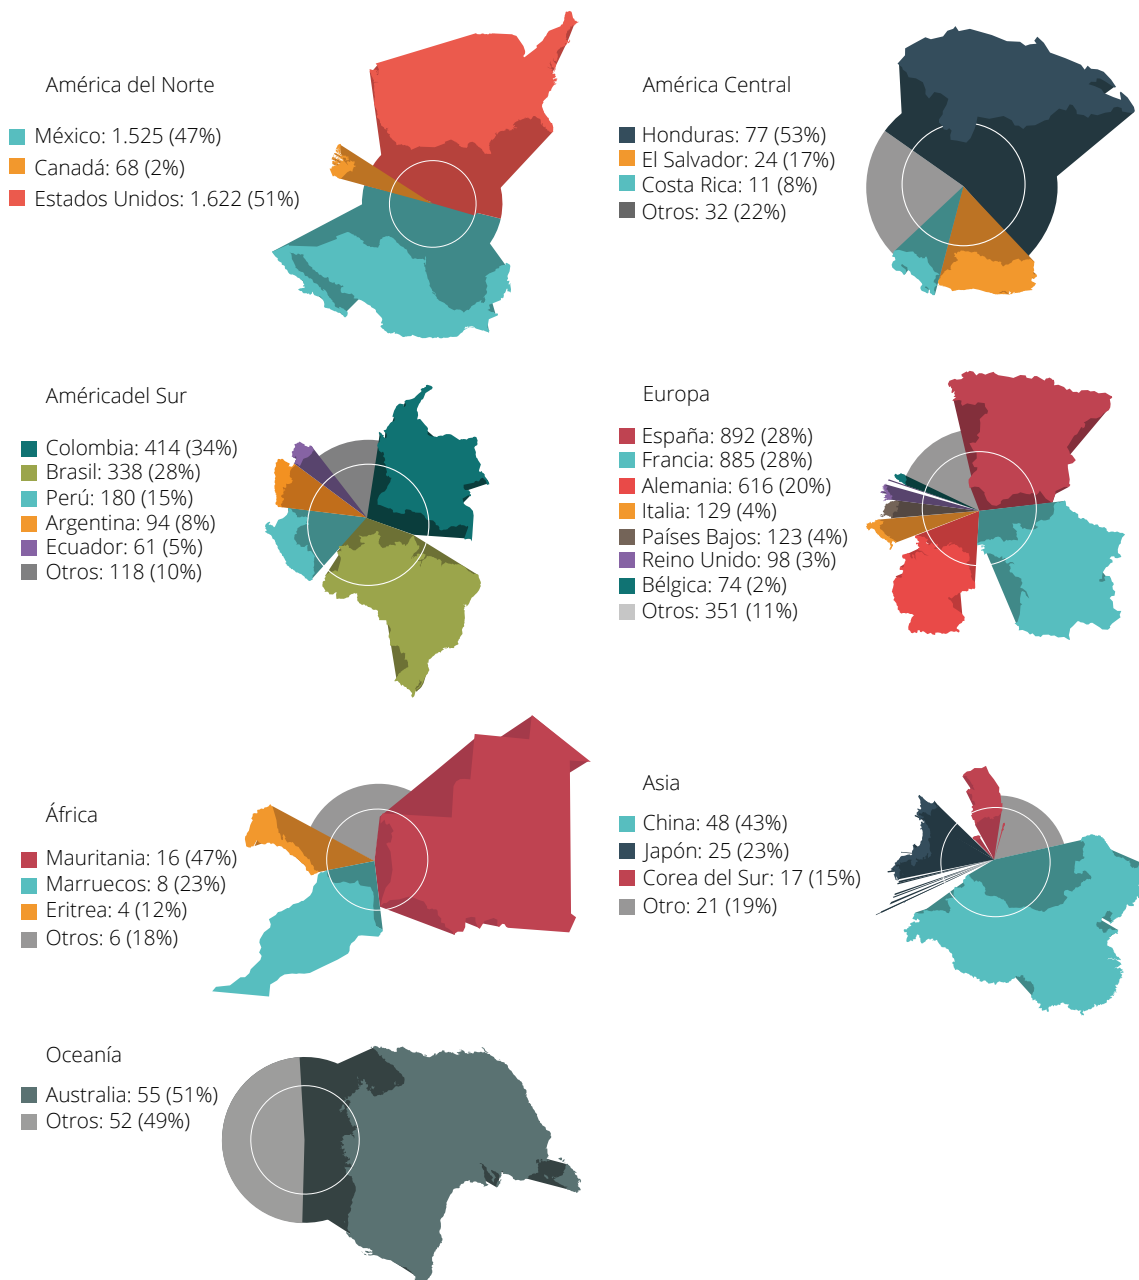 América del Norte
México: 1.525 (47%)
Canadá: 68 (2%)
Estados Unidos: 1.622 (51%)
América Central
Honduras: 77 (53%)
El Salvador: 24 (17%)
Costa Rica: 11 (8%)
Otros: 32 (22%)
Américadel Sur
Colombia: 414 (34%)
Brasil: 338 (28%)
Perú: 180 (15%)
Argentina: 94 (8%)
Ecuador: 61 (5%)
Otros: 118 (10%)
Europa
España: 892 (28%)
Francia: 885 (28%)
Alemania: 616 (20%)
Italia: 129 (4%)
Países Bajos: 123 (4%)
Reino Unido: 98 (3%)
Bélgica: 74 (2%)
Otros: 351 (11%)
África
Mauritania: 16 (47%)
Marruecos: 8 (23%)
Eritrea: 4 (12%)
Otros: 6 (18%)
Asia
China: 48 (43%)
Japón: 25 (23%)
Corea del Sur: 17 (15%)
Otro: 21 (19%)
Oceanía
Australia: 55 (51%)
Otros: 52 (49%)